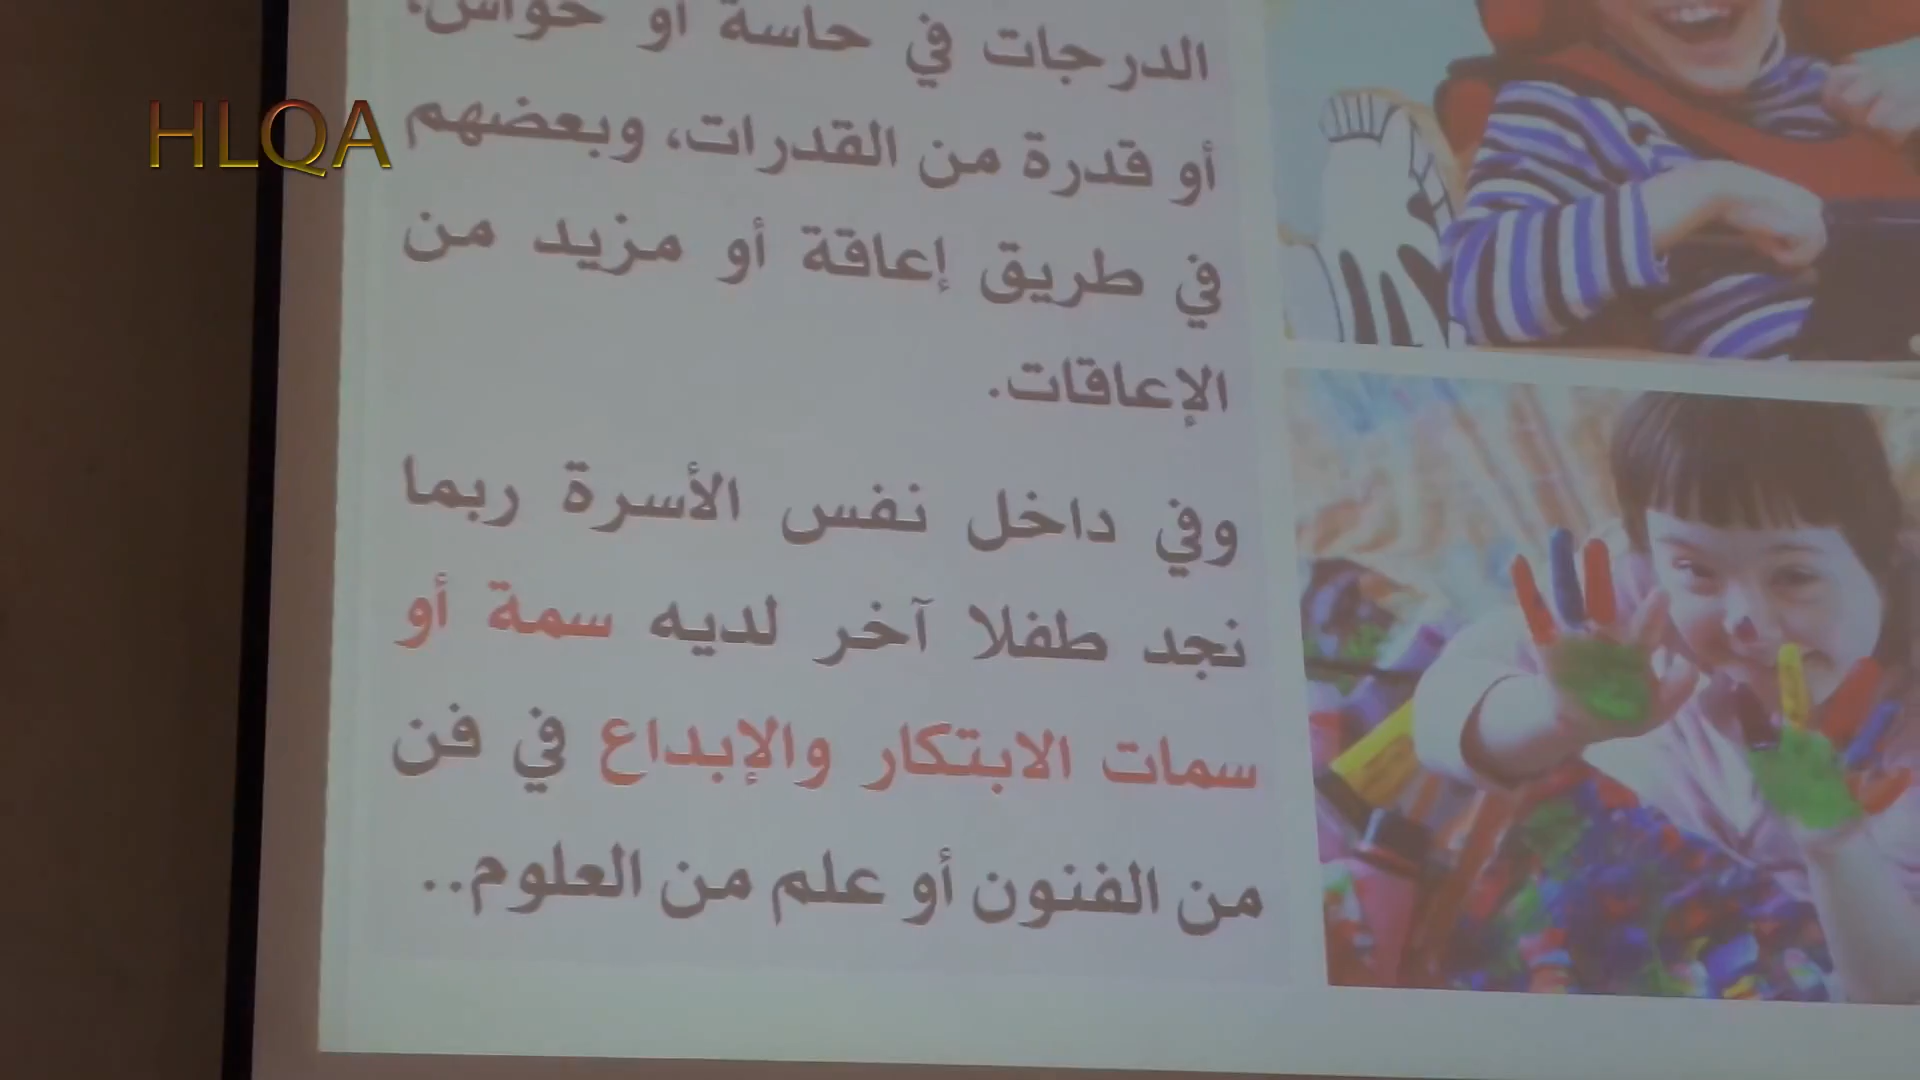 الدرجات في حاسة أو حواس،
HLQA
أو قدرة من القدرات، وبعضهم
في طريق إعاقة أو مزيد من
الإعاقات.
وفي داخل نفس الأسرة ربما
نجد طفلا آخر لديه سمة أو
سمات الابتكار والإبداع في فن
من الفنون أو علم من العلوم..